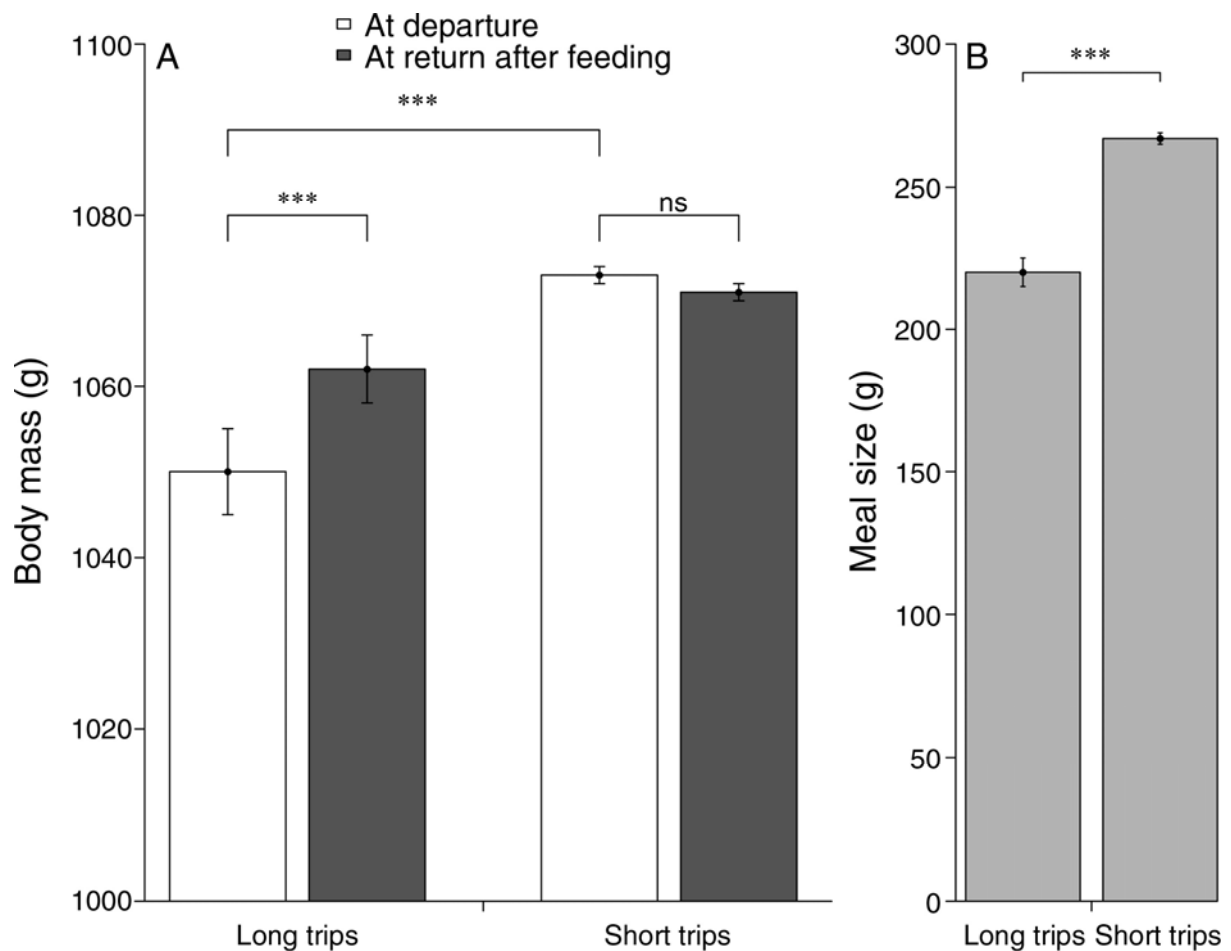 At departure
At return after feeding
A
Body mass (g)
1100
1080
1060
1040
1020
1000
***
***
ns
Long trips
Short trips
B
Meal size (g)
300
250
200
150
100
50
0
***
Long trips
Short trips